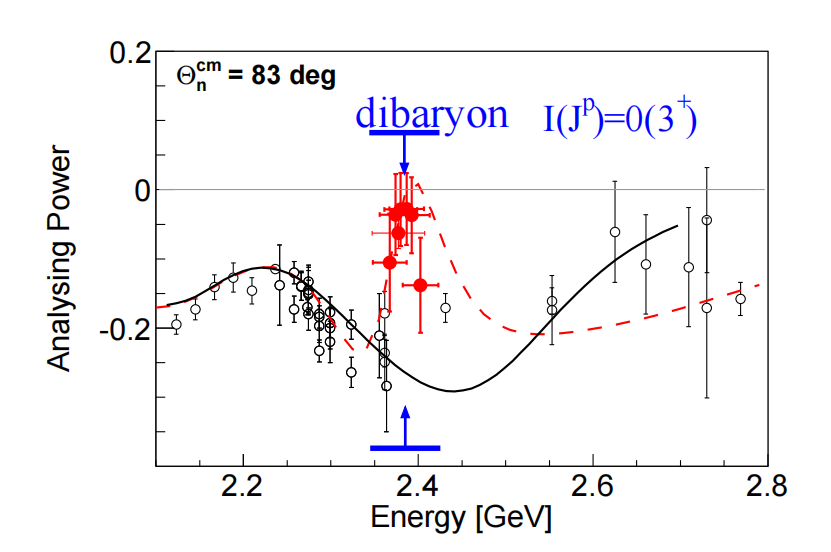 0.2
Θₙᶜᵐ = 83 deg
dibaryon I(Jᵖ)=0(3⁺)
0
-0.2
Analysing Power
2.2 2.4 2.6 2.8
Energy [GeV]